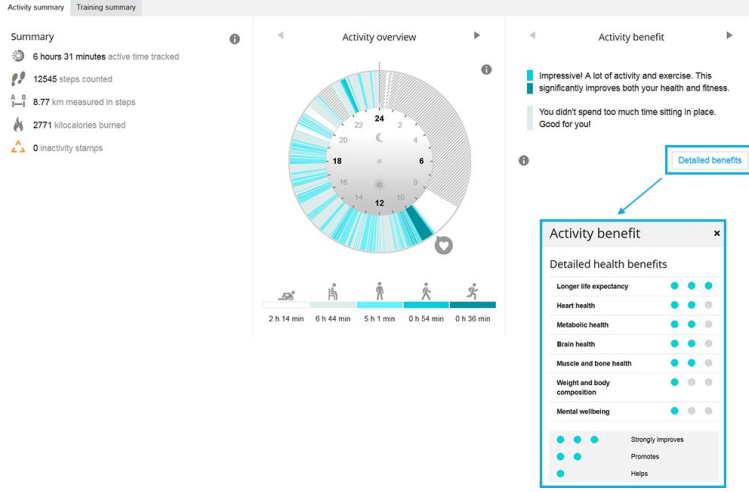 Activity summary
Training summary
Summary
6 hours 31 minutes active time tracked
12545 steps counted
A B
8.77 km measured in steps
2771 kilocalories burned
0 inactivity stamps
Activity overview
24
2
4
6
8
10
12
14
16
18
20
22
2 h 14 min
6 h 44 min
5 h 1 min
0 h 54 min
0 h 36 min
Activity benefit
Impressive! A lot of activity and exercise. This
significantly improves both your health and fitness.
You didn't spend too much time sitting in place.
Good for you!
Detailed benefits
Activity benefit
×
Detailed health benefits
Longer life expectancy
Heart health
Metabolic health
Brain health
Muscle and bone health
Weight and body
composition
Mental wellbeing
Strongly improves
Promotes
Helps